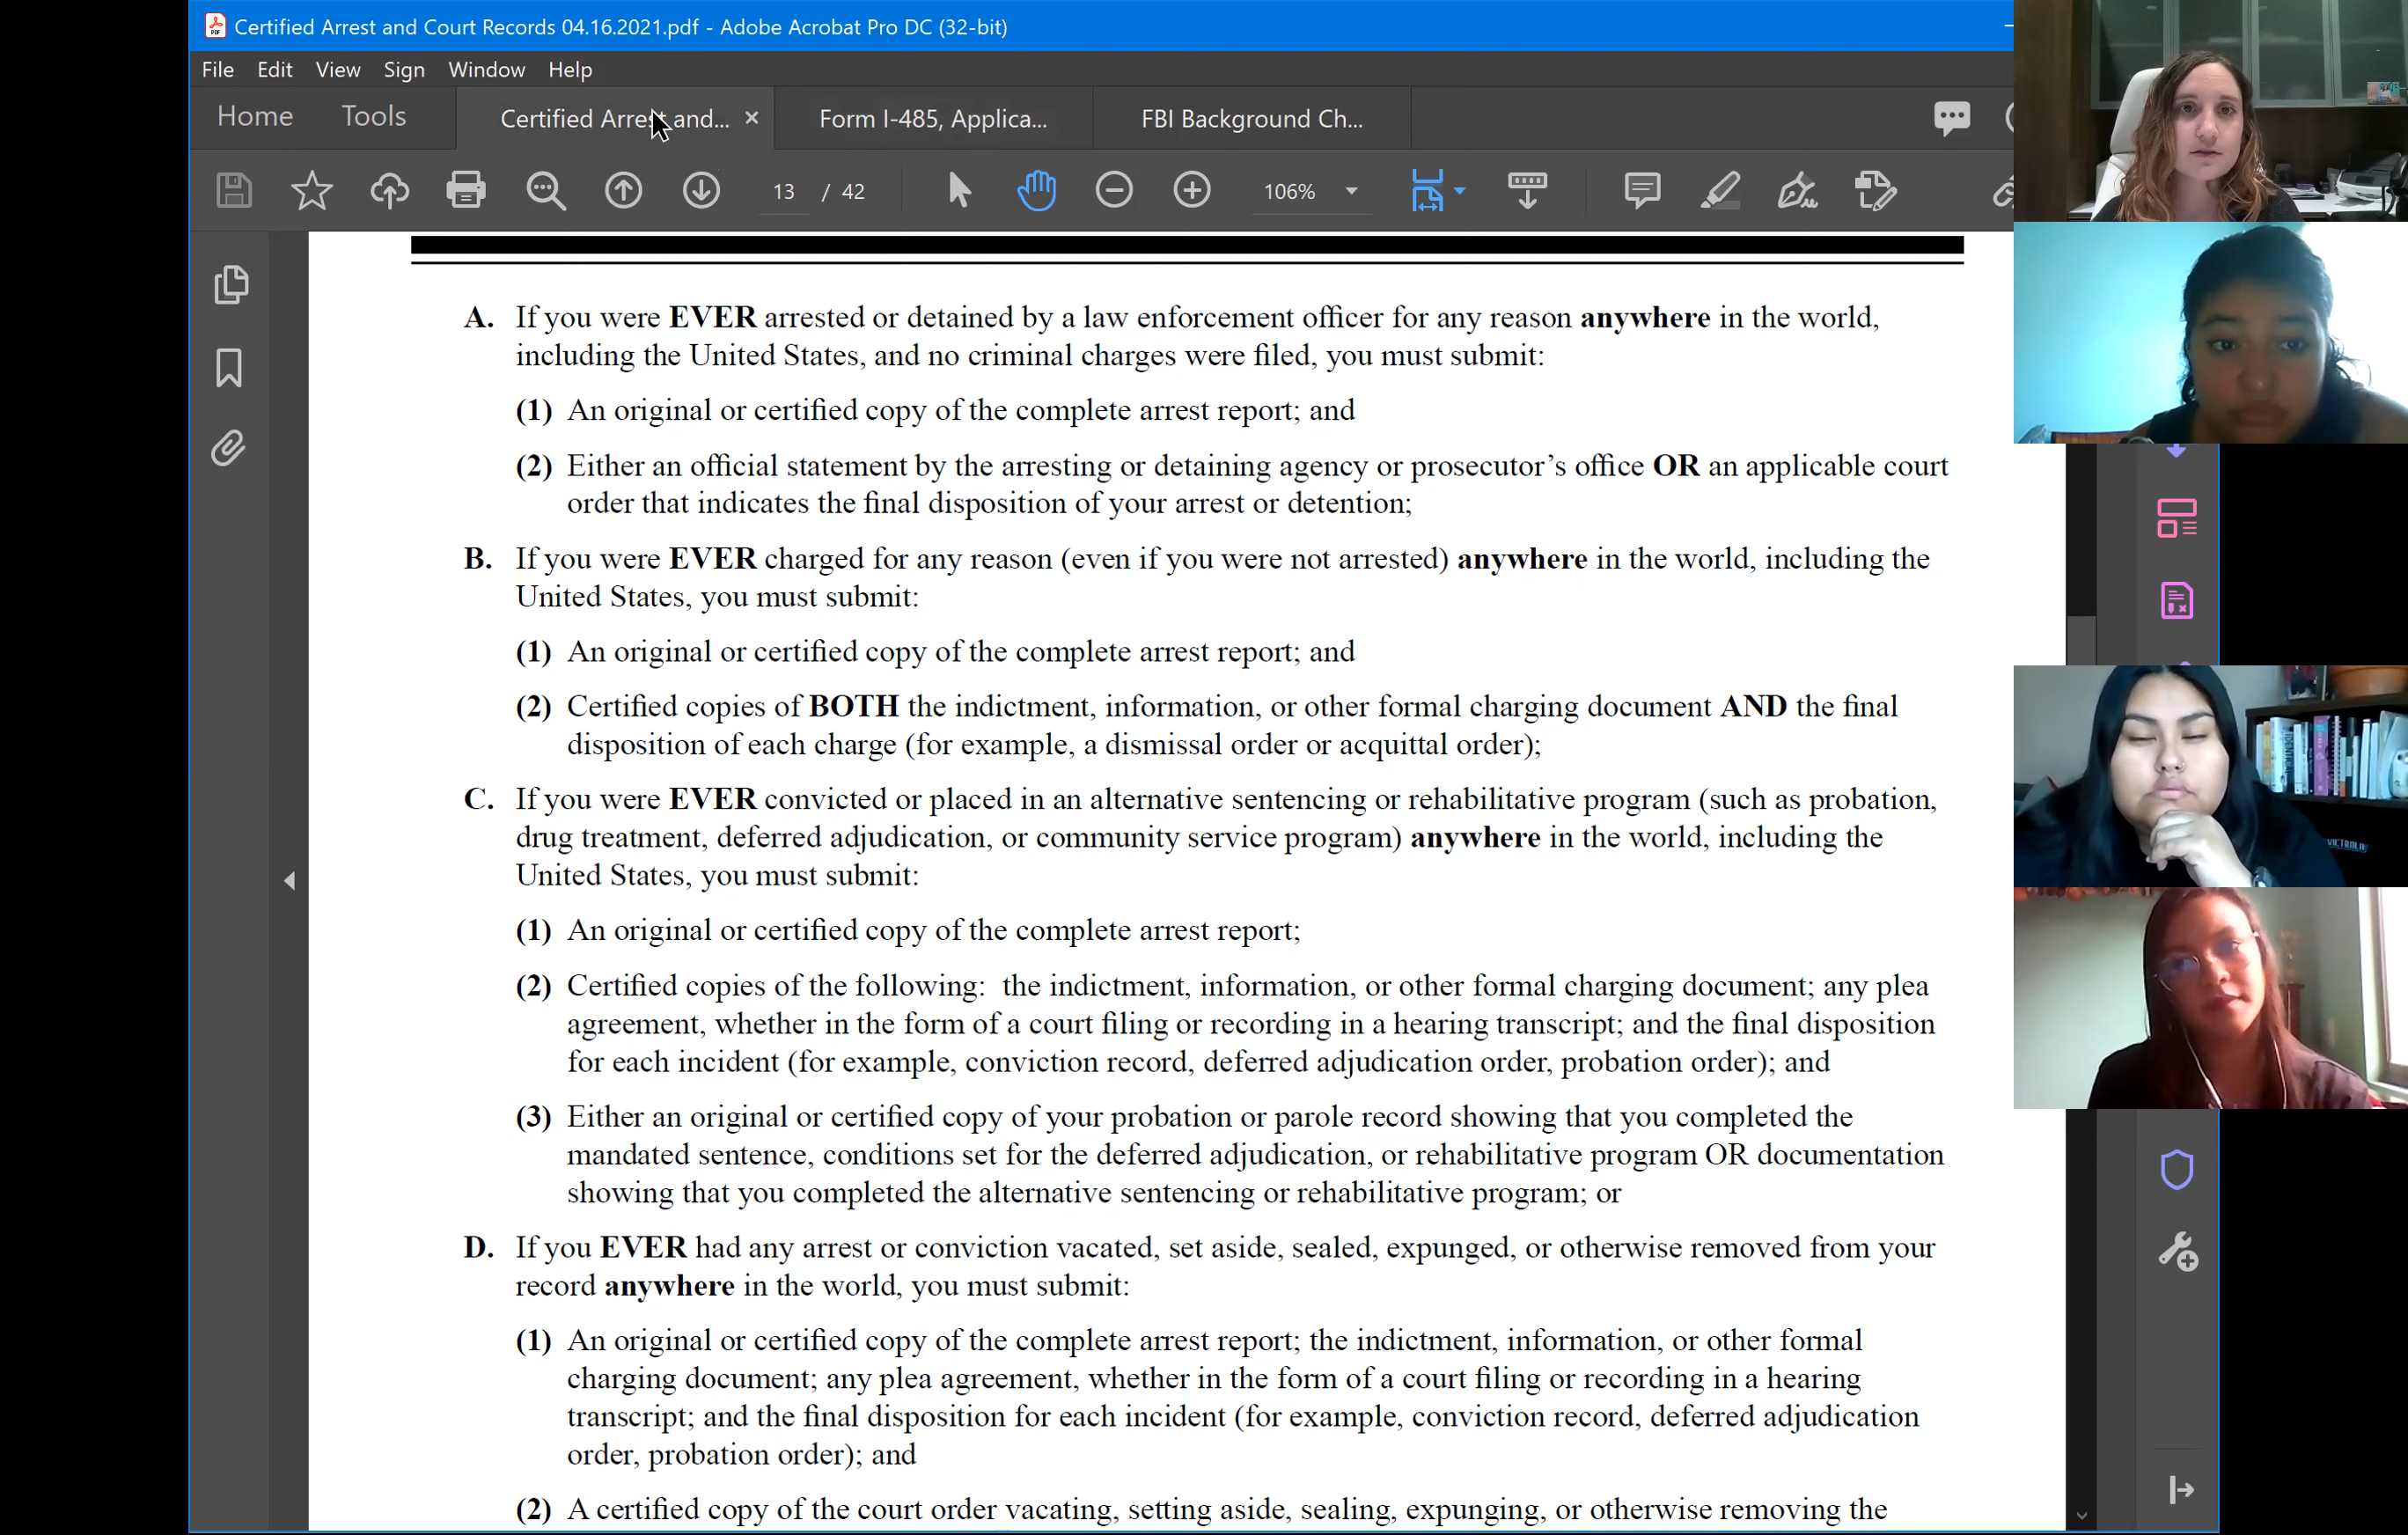 Certified Arrest and Court Records 04.16.2021.pdf - Adobe Acrobat Pro DC (32-bit)
File Edit View Sign Window Help
Home Tools Certified Arrest and... × Form I-485, Applica... FBI Background Ch...
13 / 42 106%
A. If you were EVER arrested or detained by a law enforcement officer for any reason anywhere in the world,
including the United States, and no criminal charges were filed, you must submit:
(1) An original or certified copy of the complete arrest report; and
(2) Either an official statement by the arresting or detaining agency or prosecutor’s office OR an applicable court
order that indicates the final disposition of your arrest or detention;
B. If you were EVER charged for any reason (even if you were not arrested) anywhere in the world, including the
United States, you must submit:
(1) An original or certified copy of the complete arrest report; and
(2) Certified copies of BOTH the indictment, information, or other formal charging document AND the final
disposition of each charge (for example, a dismissal order or acquittal order);
C. If you were EVER convicted or placed in an alternative sentencing or rehabilitative program (such as probation,
drug treatment, deferred adjudication, or community service program) anywhere in the world, including the
United States, you must submit:
(1) An original or certified copy of the complete arrest report;
(2) Certified copies of the following: the indictment, information, or other formal charging document; any plea
agreement, whether in the form of a court filing or recording in a hearing transcript; and the final disposition
for each incident (for example, conviction record, deferred adjudication order, probation order); and
(3) Either an original or certified copy of your probation or parole record showing that you completed the
mandated sentence, conditions set for the deferred adjudication, or rehabilitative program OR documentation
showing that you completed the alternative sentencing or rehabilitative program; or
D. If you EVER had any arrest or conviction vacated, set aside, sealed, expunged, or otherwise removed from your
record anywhere in the world, you must submit:
(1) An original or certified copy of the complete arrest report; the indictment, information, or other formal
charging document; any plea agreement, whether in the form of a court filing or recording in a hearing
transcript; and the final disposition for each incident (for example, conviction record, deferred adjudication
order, probation order); and
(2) A certified copy of the court order vacating, setting aside, sealing, expunging, or otherwise removing the
VICTROLA